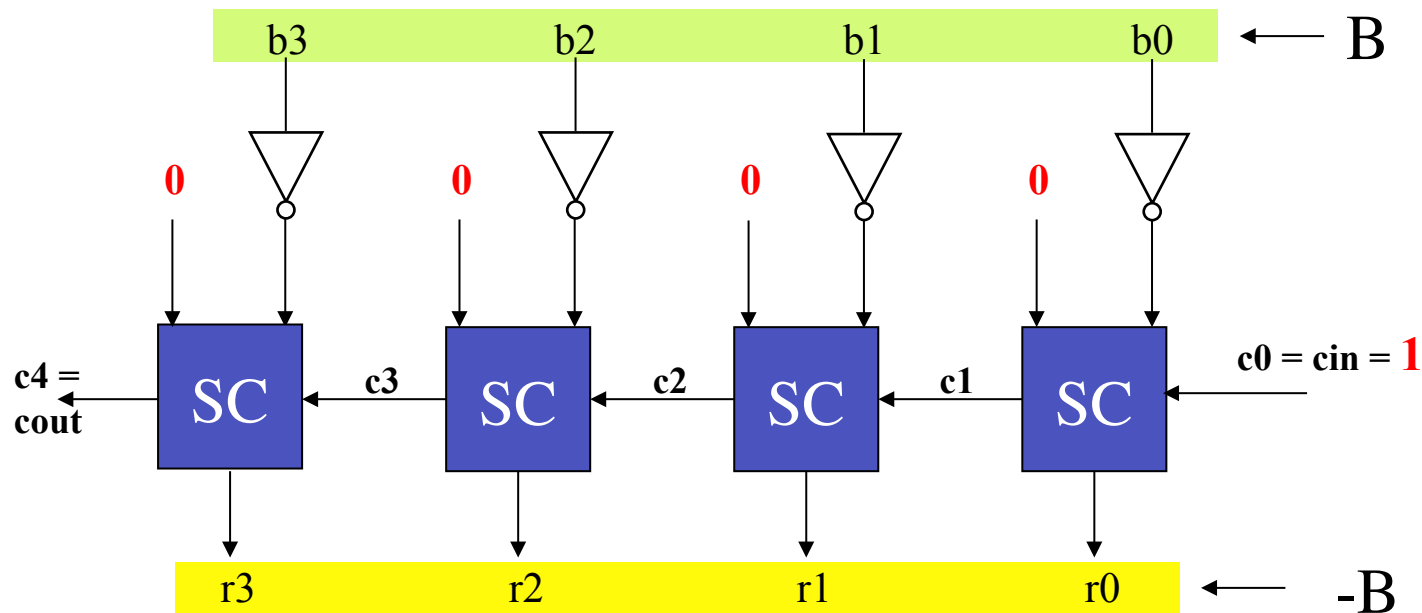 b3 b2 b1 b0 B
0 0 0 0
c4 =
cout
SC c3 SC c2 SC c1 SC c0 = cin = 1
r3 r2 r1 r0 -B